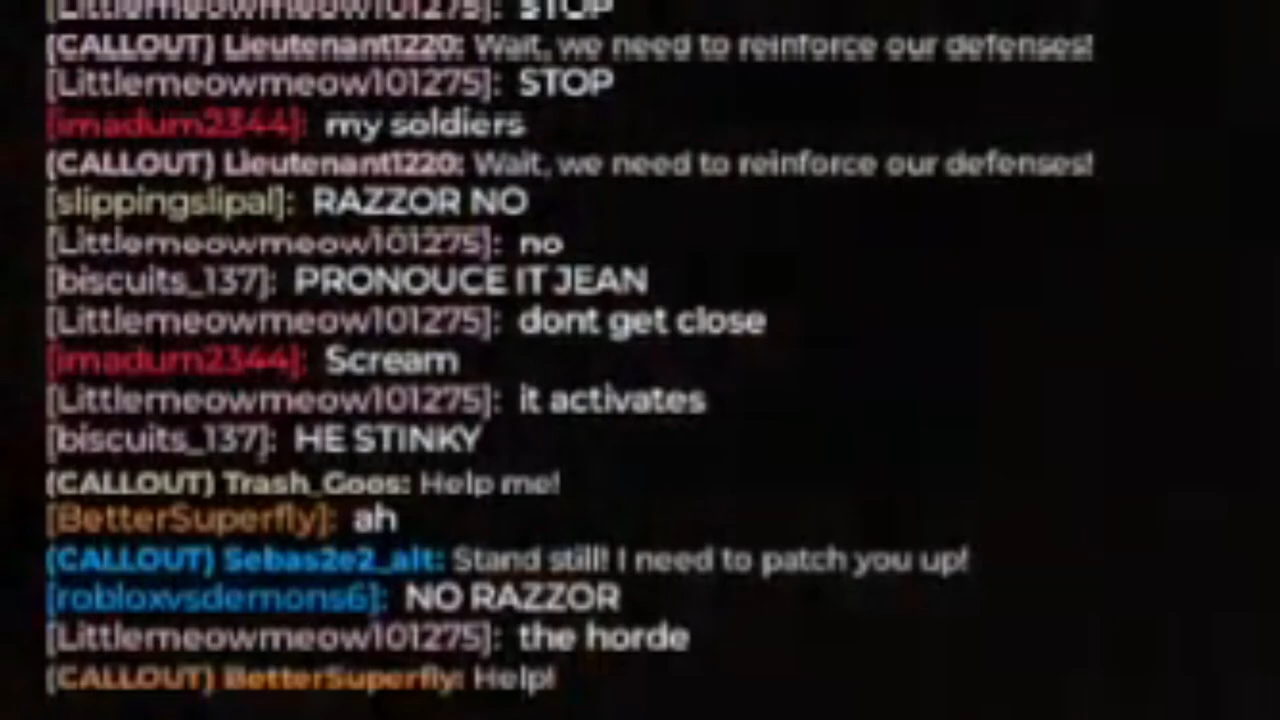 [Littlemeowmeow101275]: STOP
(CALLOUT) Lieutenant1220: Wait, we need to reinforce our defenses!
[Littlemeowmeow101275]: STOP
[imadum2344]: my soldiers
(CALLOUT) Lieutenant1220: Wait, we need to reinforce our defenses!
[slippingslipal]: RAZZOR NO
[Littlemeowmeow101275]: no
[biscuits_137]: PRONOUCE IT JEAN
[Littlemeowmeow101275]: dont get close
[imadum2344]: Scream
[Littlemeowmeow101275]: it activates
[biscuits_137]: HE STINKY
(CALLOUT) Trash_Goos: Help me!
[BetterSuperfly]: ah
(CALLOUT) Sebas2e2_alt: Stand still! I need to patch you up!
[robloxvsdemons6]: NO RAZZOR
[Littlemeowmeow101275]: the horde
(CALLOUT) BetterSuperfly: Help!